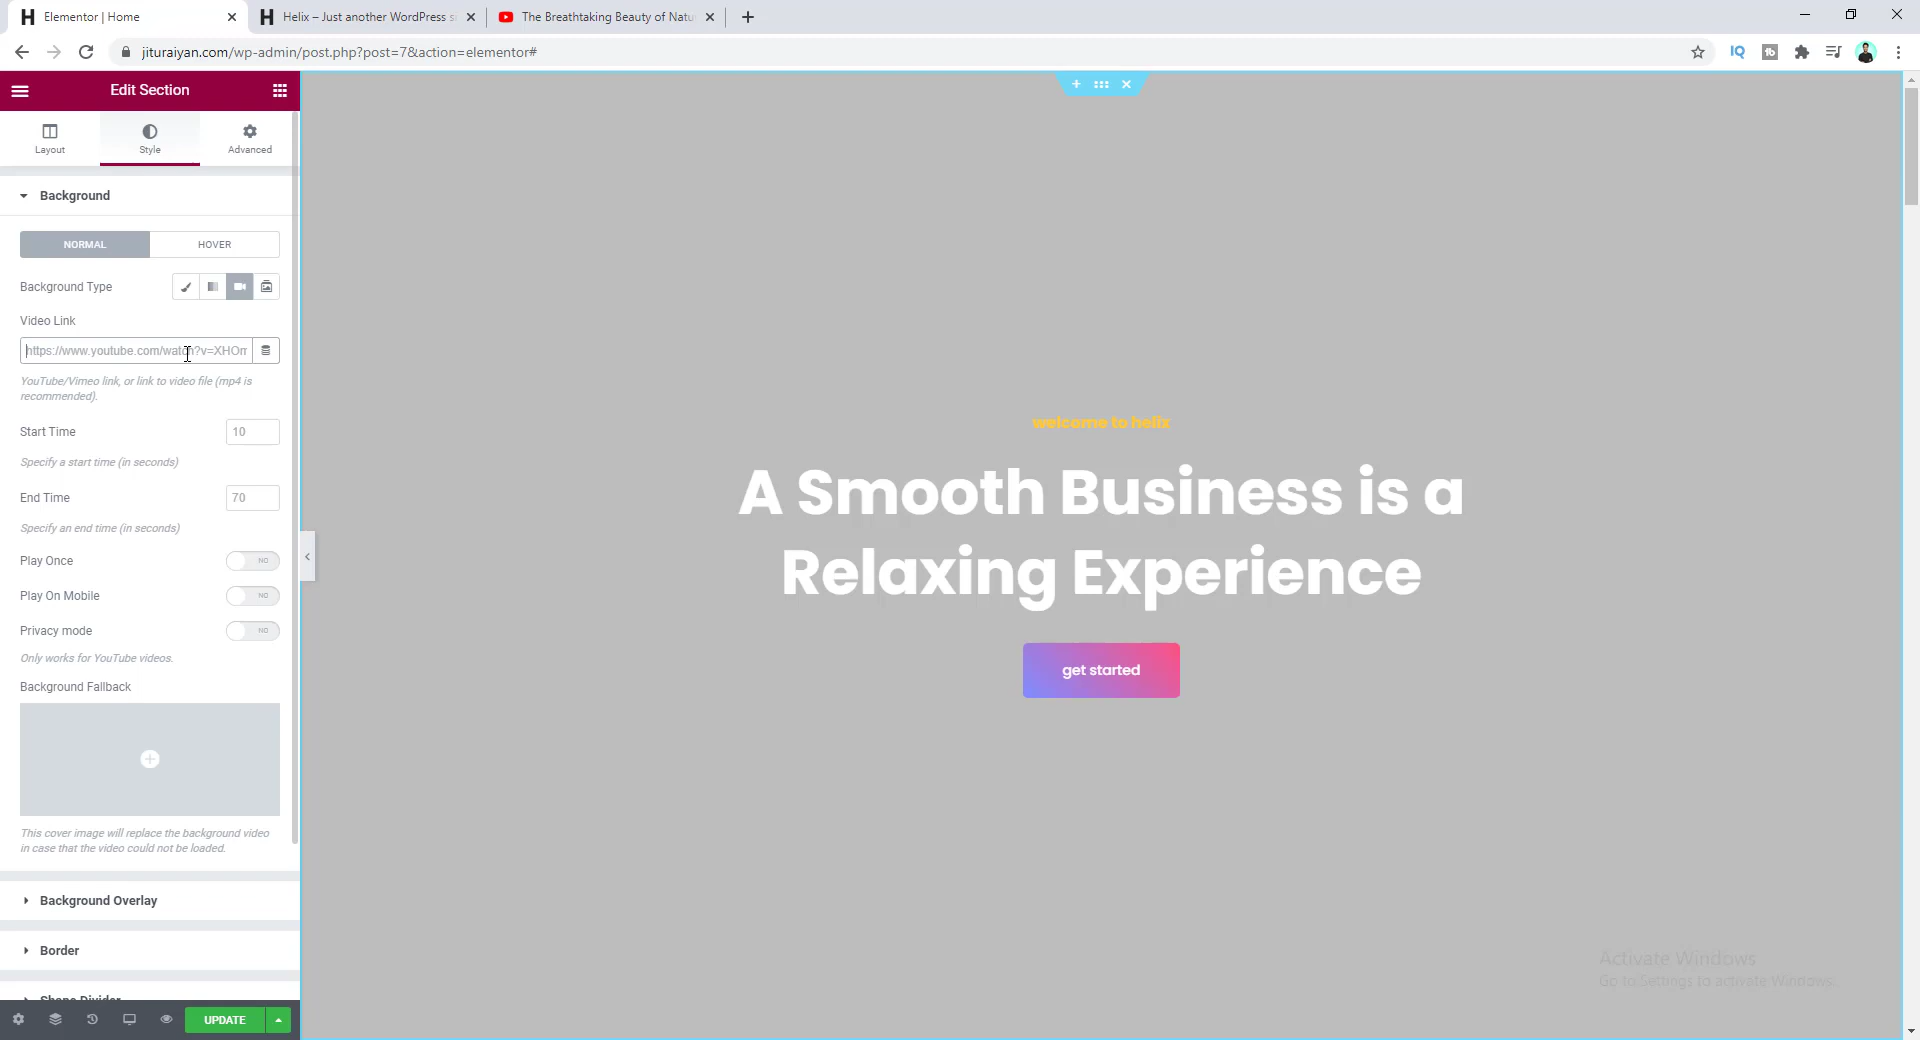 Elementor | Home
Helix – Just another WordPress s
The Breathtaking Beauty of Natu
jituraiyan.com/wp-admin/post.php?post=7&action=elementor#
Edit Section
Layout
Style
Advanced
Background
NORMAL
HOVER
Background Type
Video Link
https://www.youtube.com/watch?v=XHOm
YouTube/Vimeo link, or link to video file (mp4 is
recommended).
Start Time
10
Specify a start time (in seconds)
End Time
70
Specify an end time (in seconds)
Play Once
NO
Play On Mobile
NO
Privacy mode
NO
Only works for YouTube videos.
Background Fallback
This cover image will replace the background video
in case that the video could not be loaded.
Background Overlay
Border
Shape Divider
UPDATE
welcome to helix
A Smooth Business is a
Relaxing Experience
get started
Activate Windows
Go to Settings to activate Windows.